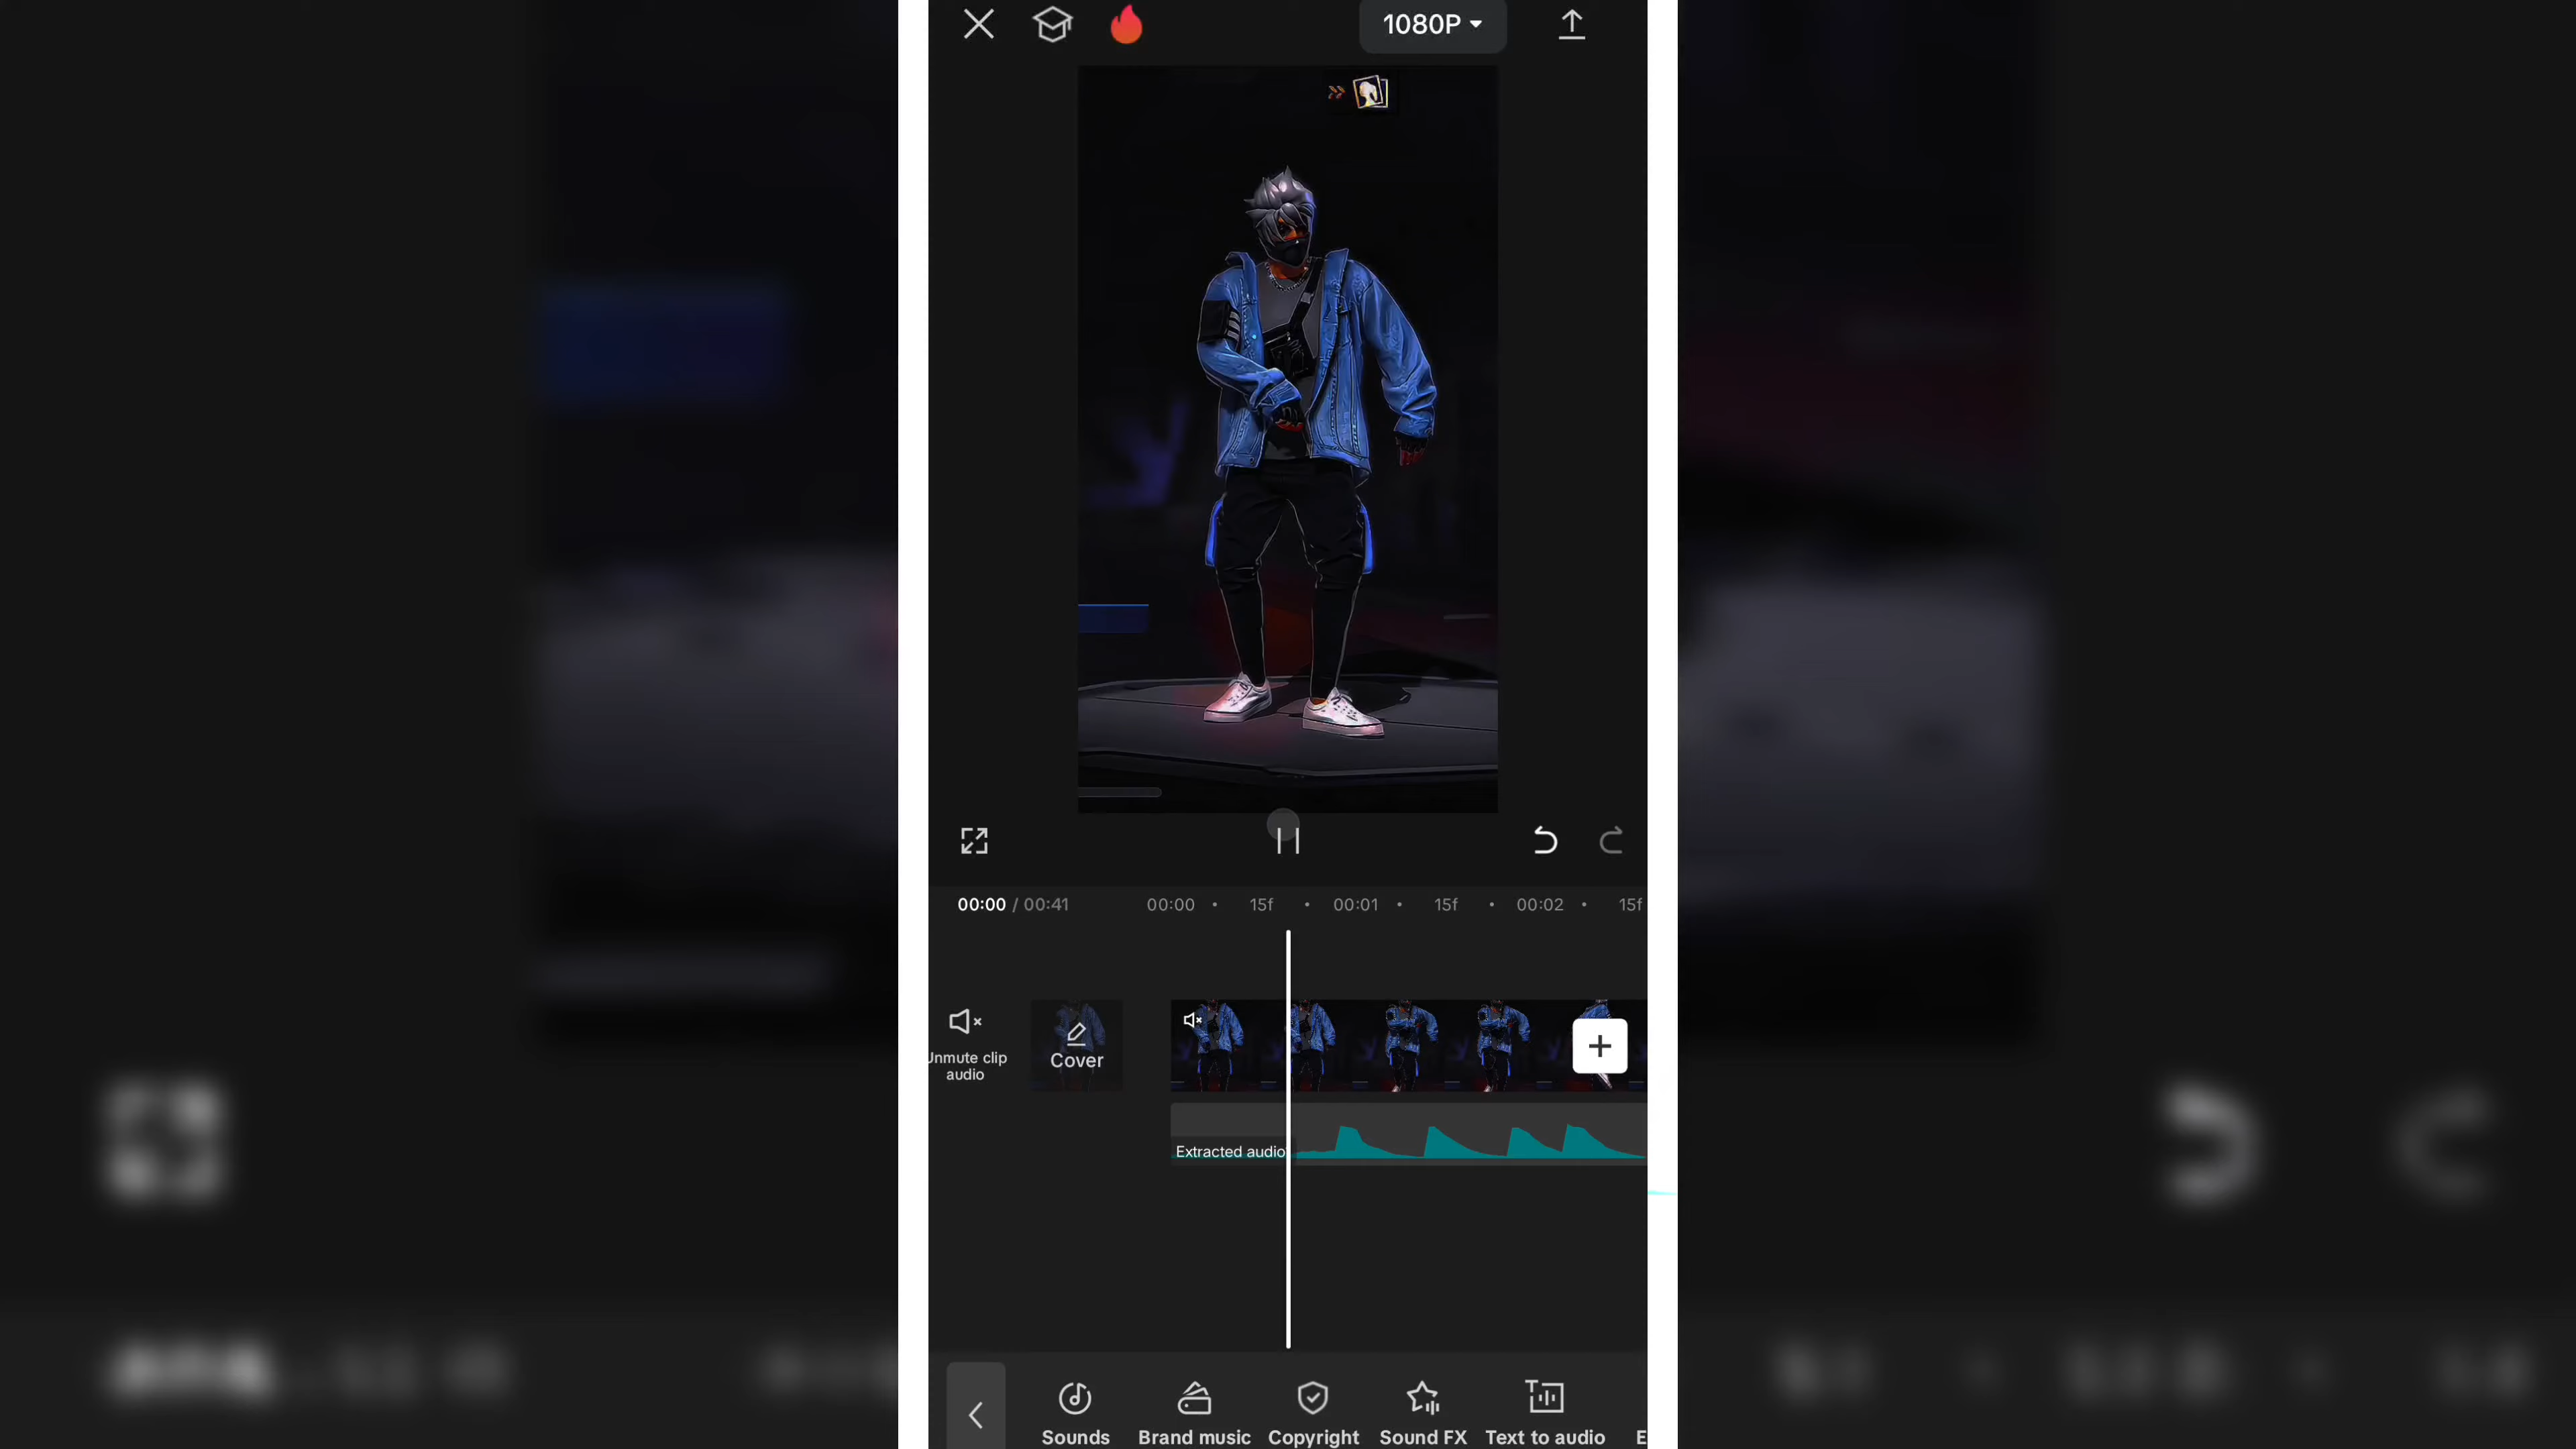 1080P
00:00 / 00:41 00:00 15f 00:01 15f 00:02 15f
Unmute clip
audio
Cover
Extracted audio
Sounds Brand music Copyright Sound FX Text to audio